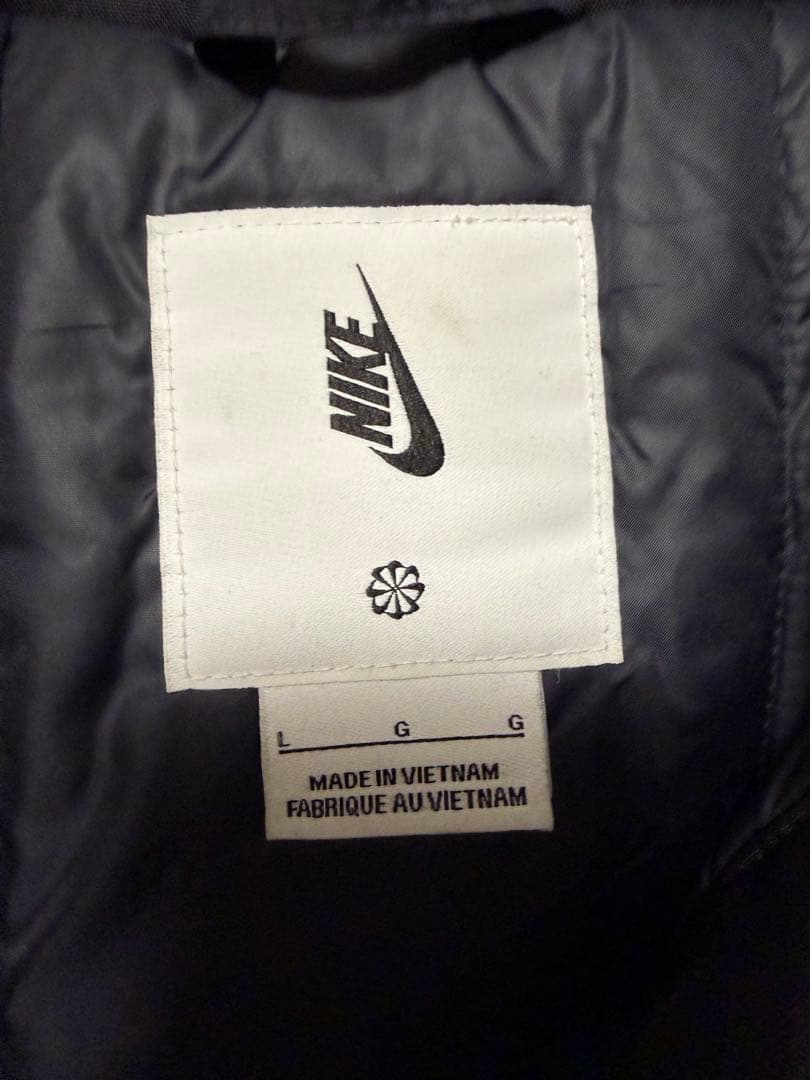 NIKE
L G G
MADE IN VIETNAM
FABRIQUE AU VIETNAM